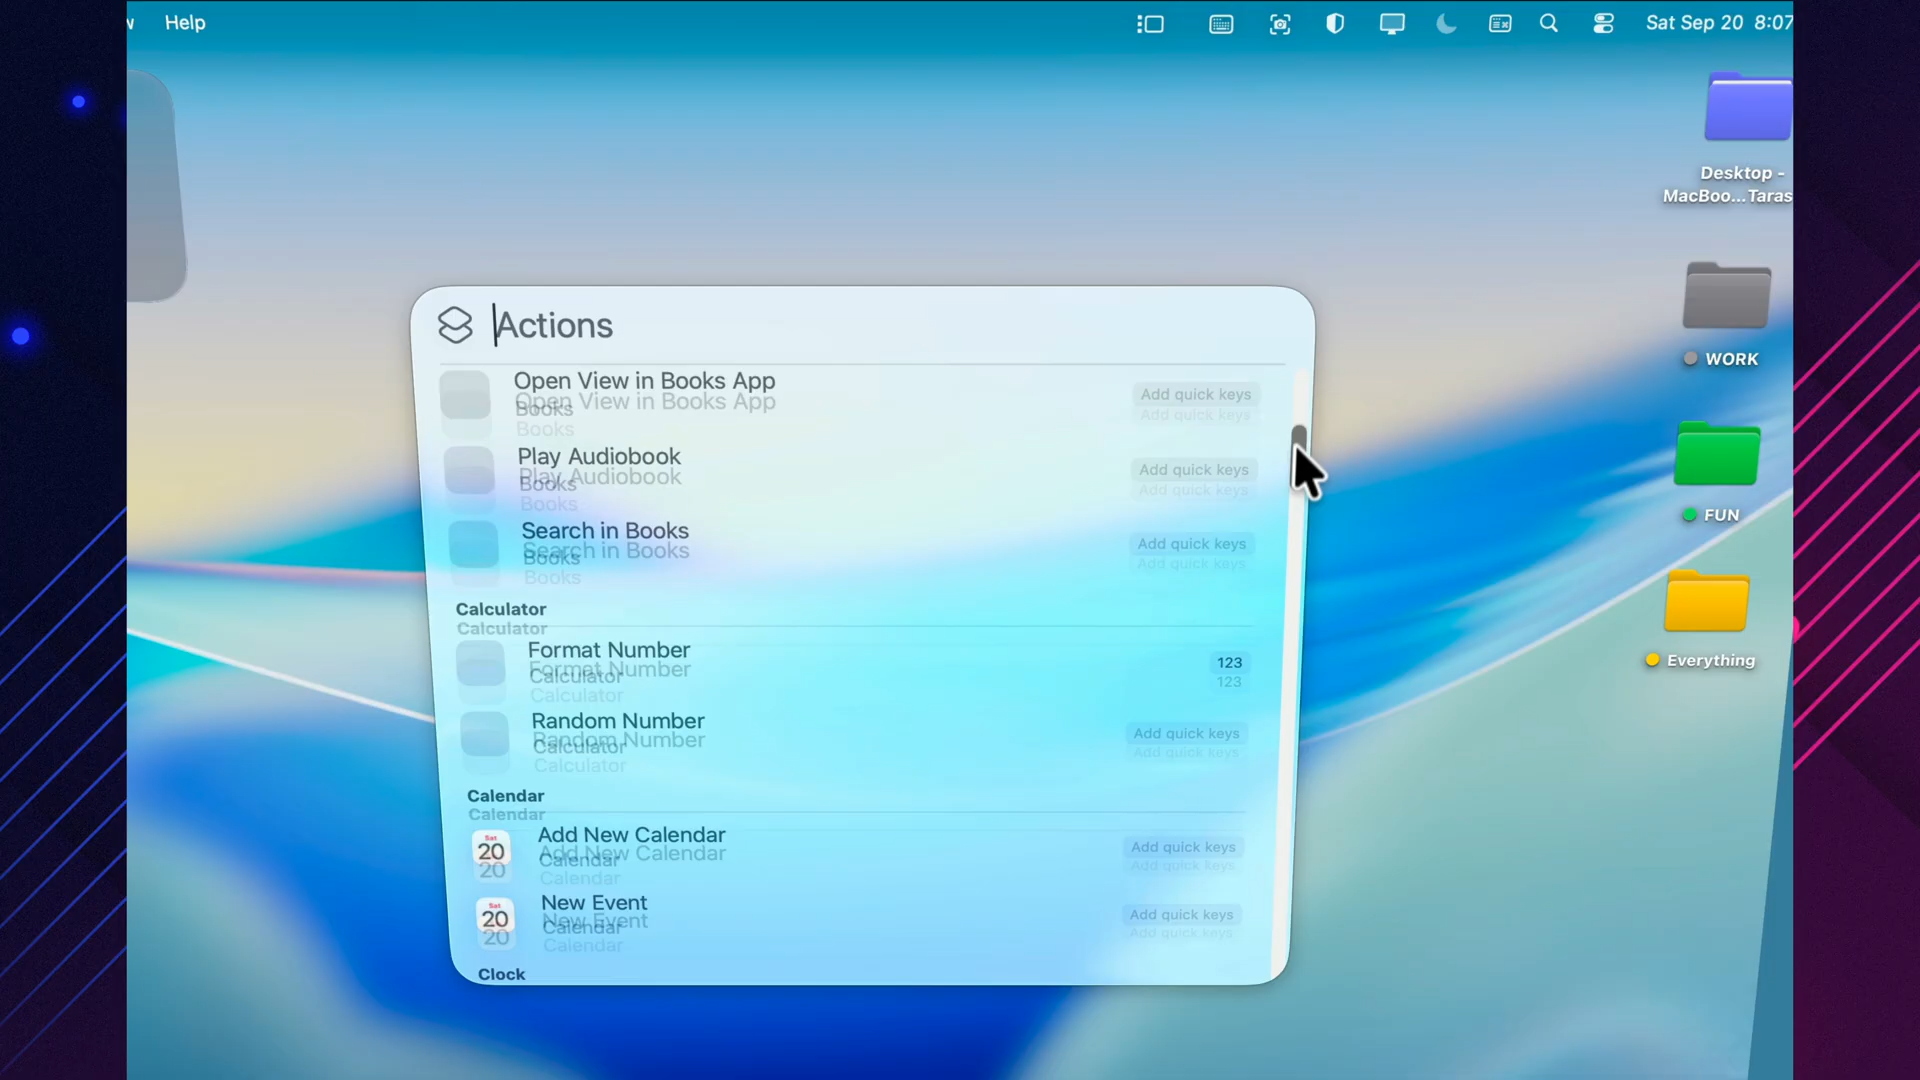 w Help Sat Sep 20 8:07
Desktop -
MacBoo...Taras
WORK
FUN
Everything
Actions
Open View in Books App
Books
Add quick keys
Play Audiobook
Books
Add quick keys
Search in Books
Books
Add quick keys
Calculator
Format Number
Calculator
123
Random Number
Calculator
Add quick keys
Calendar
Sat
20
Add New Calendar
Calendar
Add quick keys
Sat
20
New Event
Calendar
Add quick keys
Clock